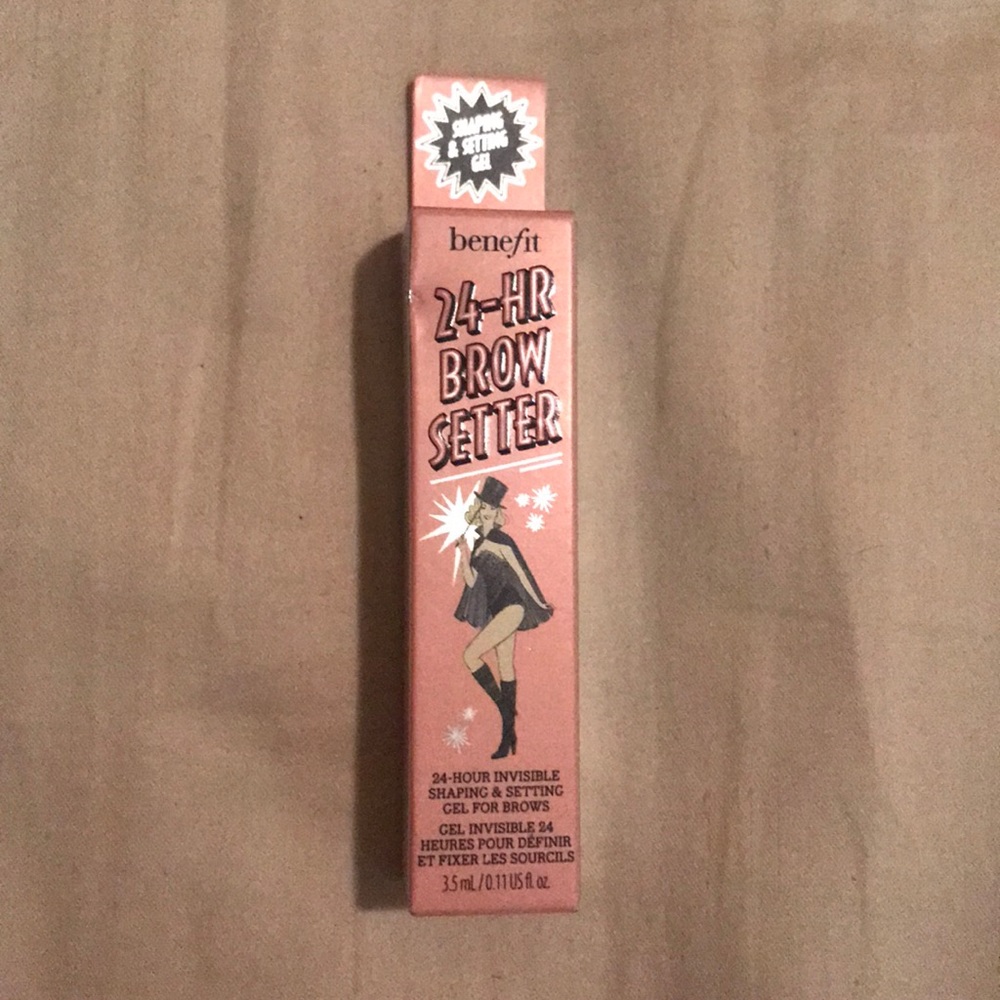 SHAPING
& SETTING
GEL
benefit
24-HR
BROW
SETTER
24-HOUR INVISIBLE
SHAPING & SETTING
GEL FOR BROWS
GEL INVISIBLE 24
HEURES POUR DÉFINIR
ET FIXER LES SOURCILS
3.5 mL / 0.11 US fl. oz.